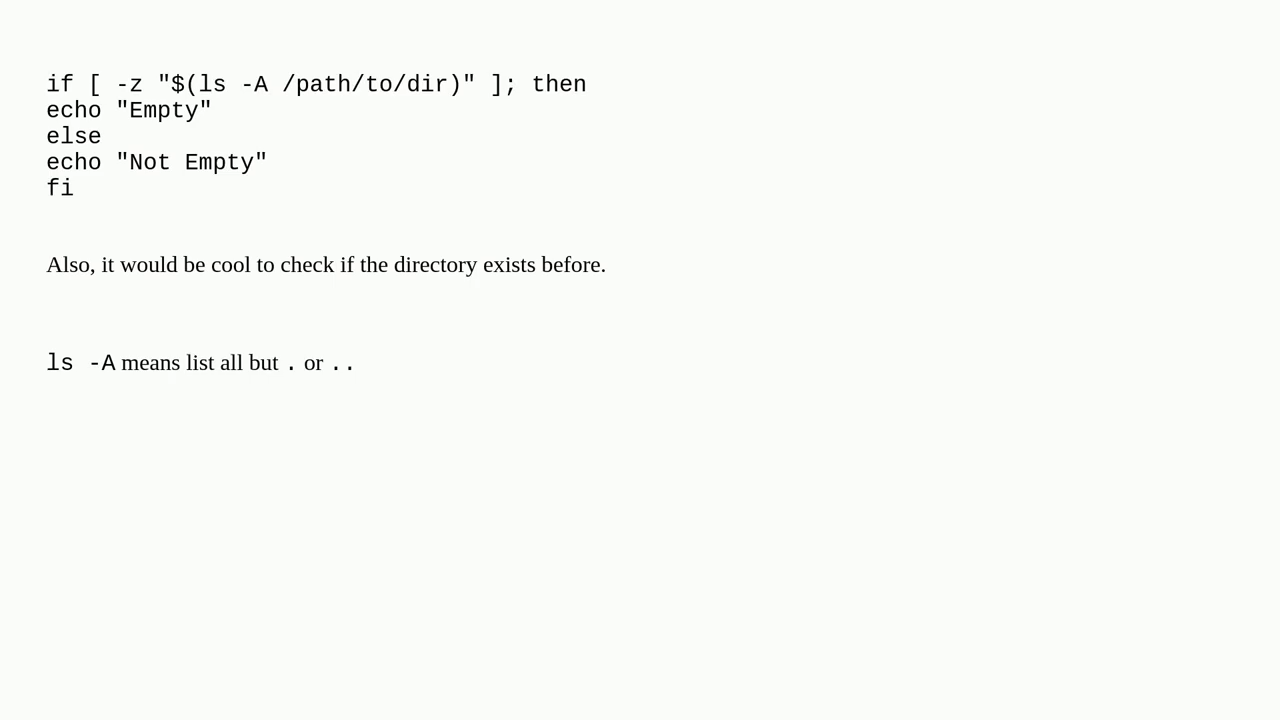 if [ -z "$(ls -A /path/to/dir)" ]; then
echo "Empty"
else
echo "Not Empty"
fi
Also, it would be cool to check if the directory exists before.
ls -A means list all but . or ..